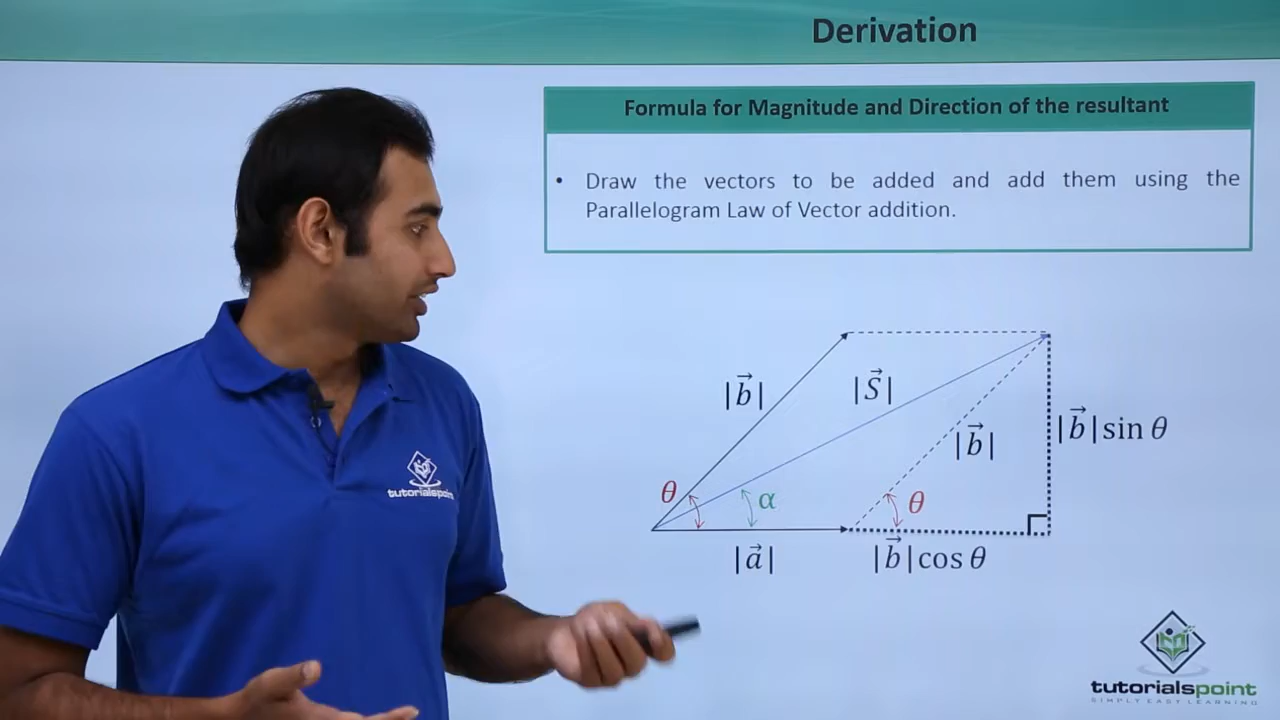 Derivation
Formula for Magnitude and Direction of the resultant
• Draw the vectors to be added and add them using the
Parallelogram Law of Vector addition.
|b⃗|
|S⃗|
|b⃗|
|b⃗|sin θ
θ
α
θ
|a⃗|
|b⃗|cos θ
tutorialspoint
tutorialspoint
SIMPLY EASY LEARNING